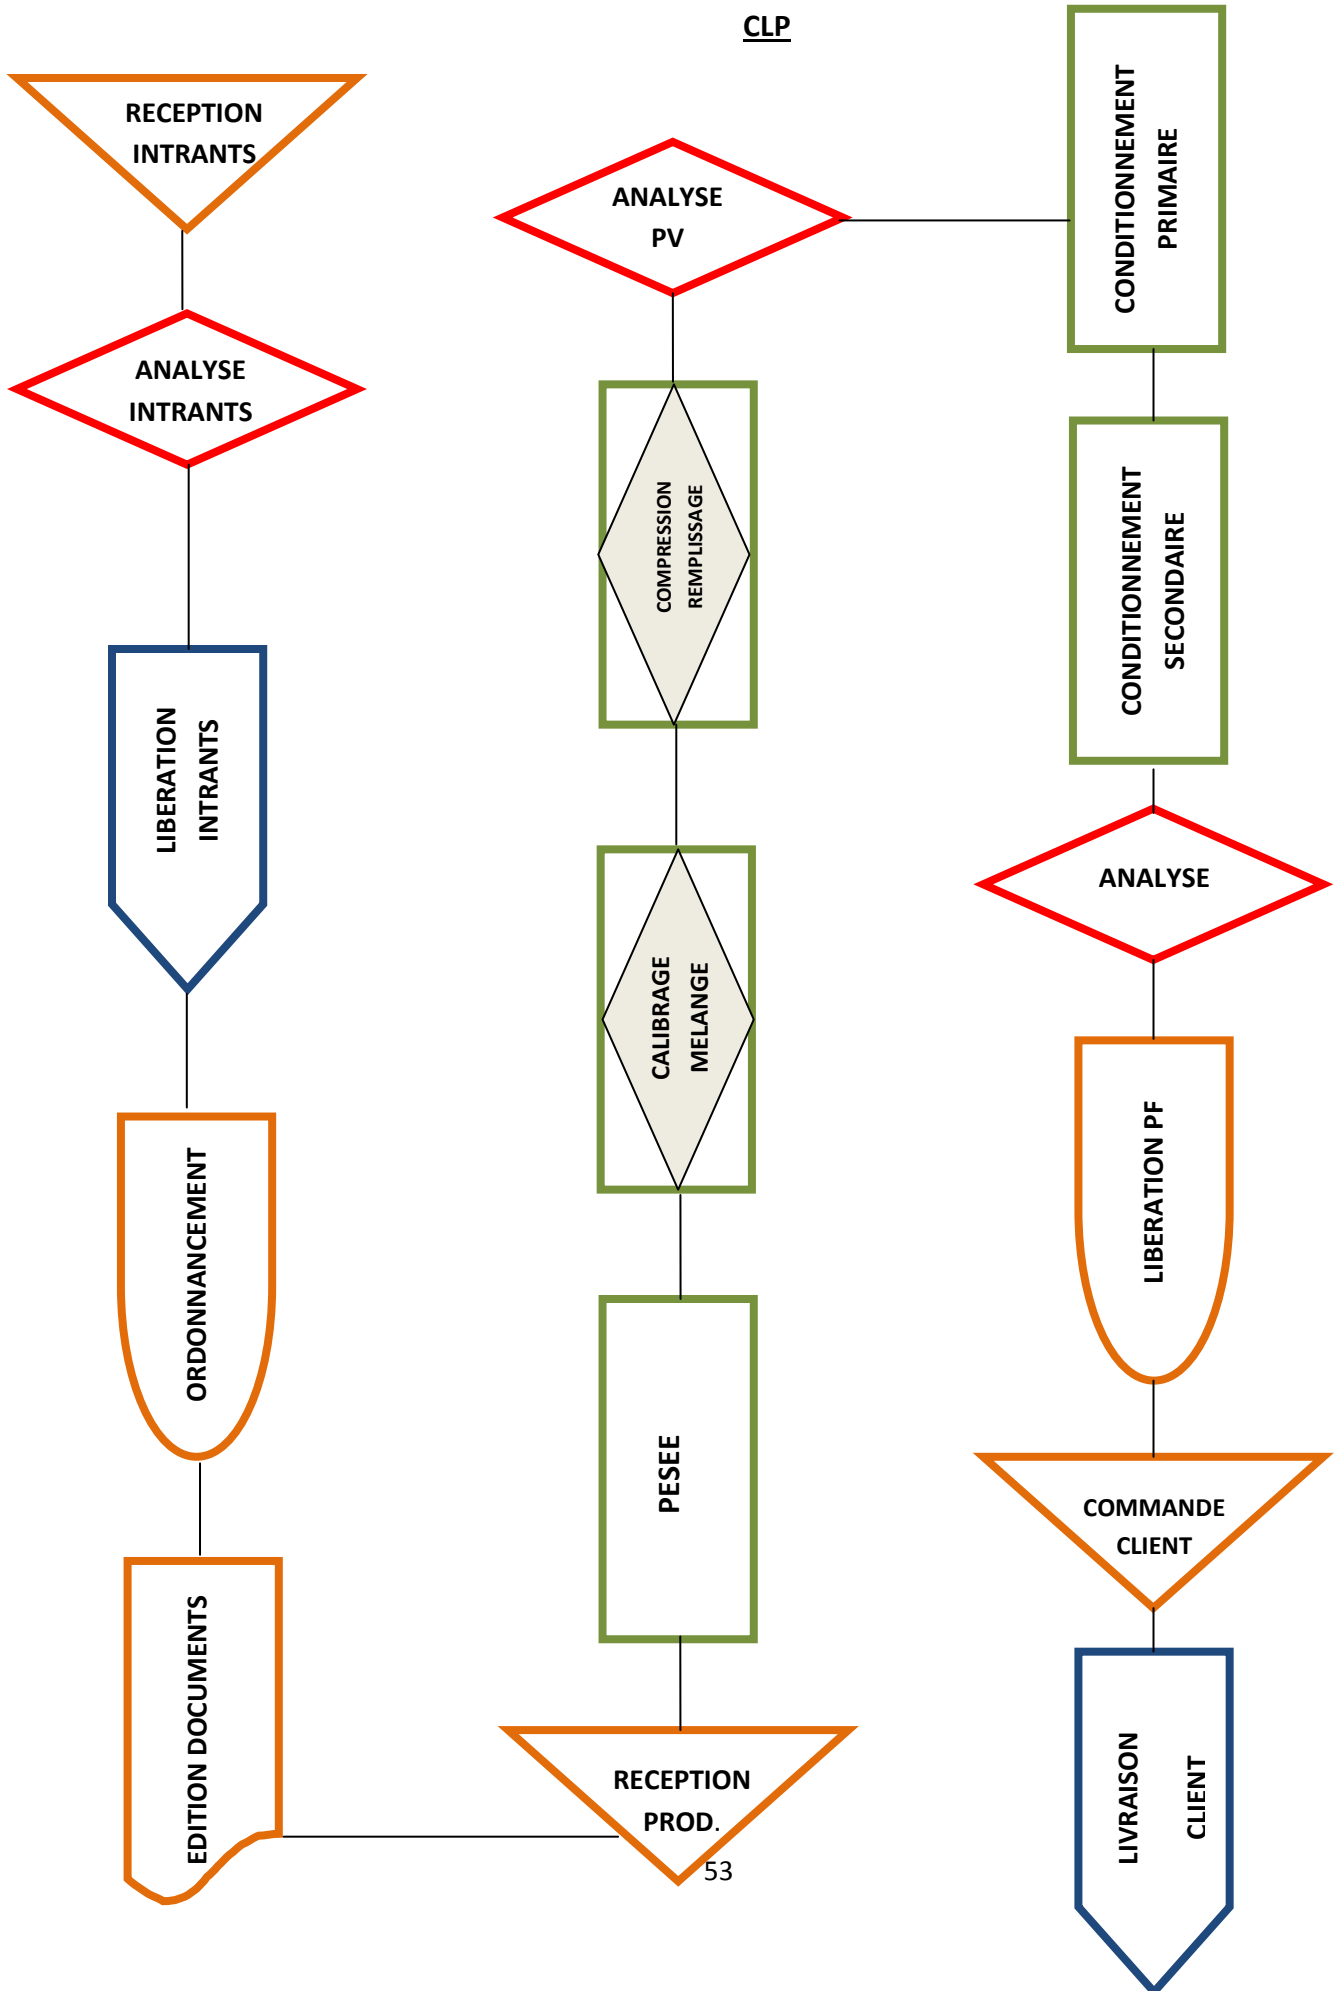 CLP
RECEPTION
INTRANTS
ANALYSE
INTRANTS
LIBERATION
INTRANTS
ORDONNANCEMENT
EDITION DOCUMENTS
RECEPTION
PROD.
PESEE
CALIBRAGE
MELANGE
COMPRESSION
REMPLISSAGE
ANALYSE
PV
CONDITIONNEMENT
PRIMAIRE
CONDITIONNEMENT
SECONDAIRE
ANALYSE
LIBERATION PF
COMMANDE
CLIENT
LIVRAISON
CLIENT
53